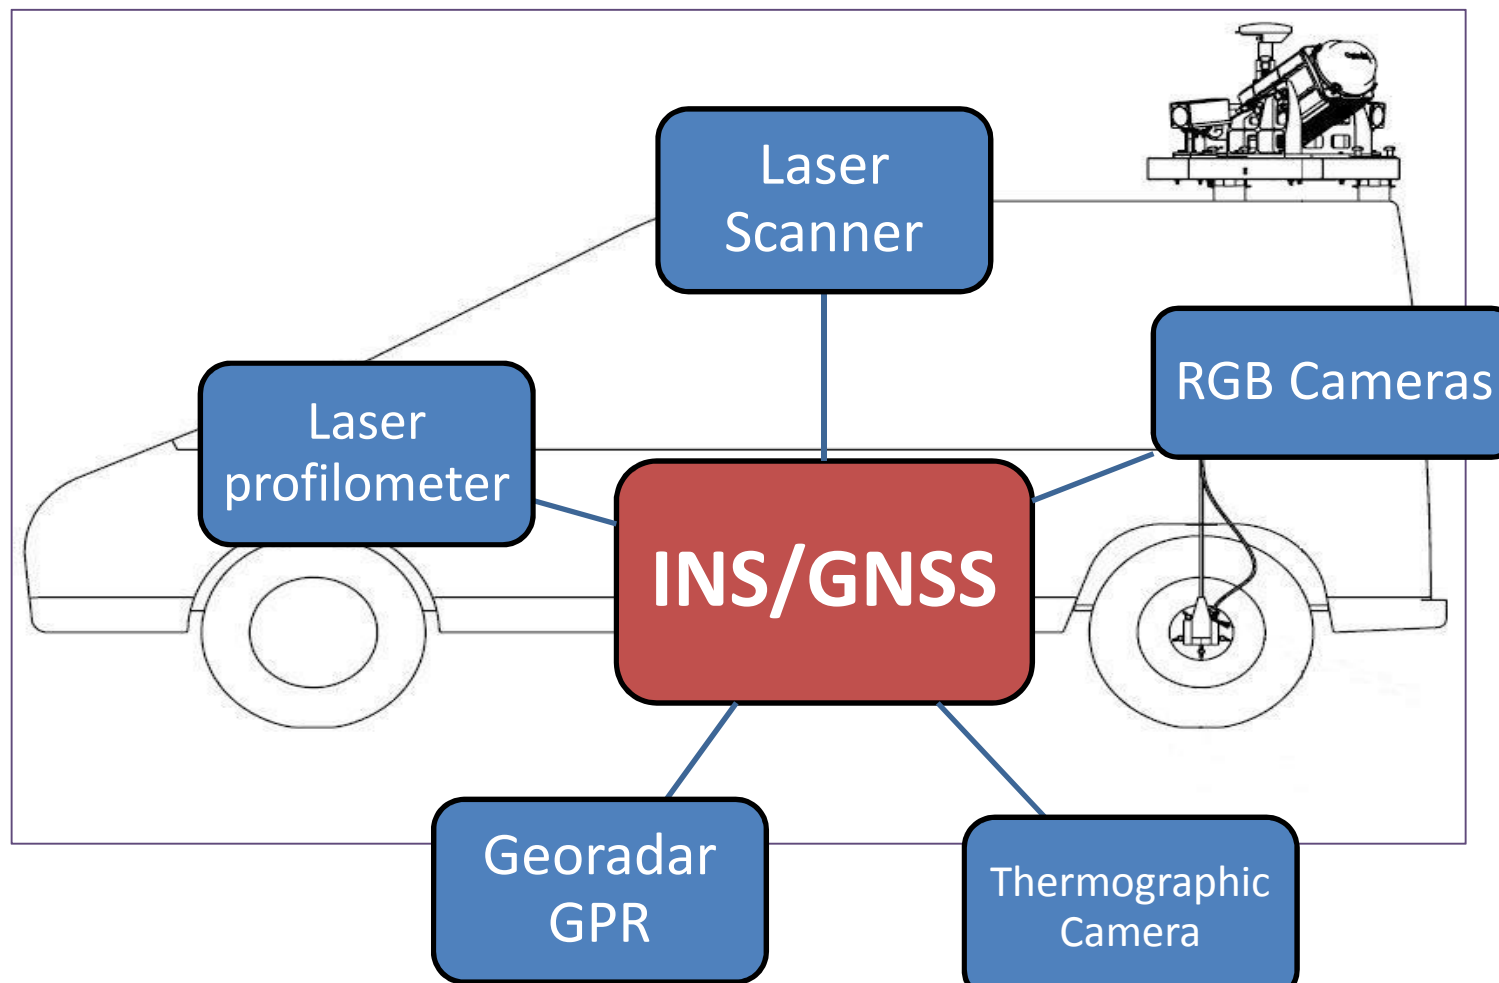 Laser
Scanner
RGB Cameras
Laser
profilometer
INS/GNSS
Georadar
GPR
Thermographic
Camera